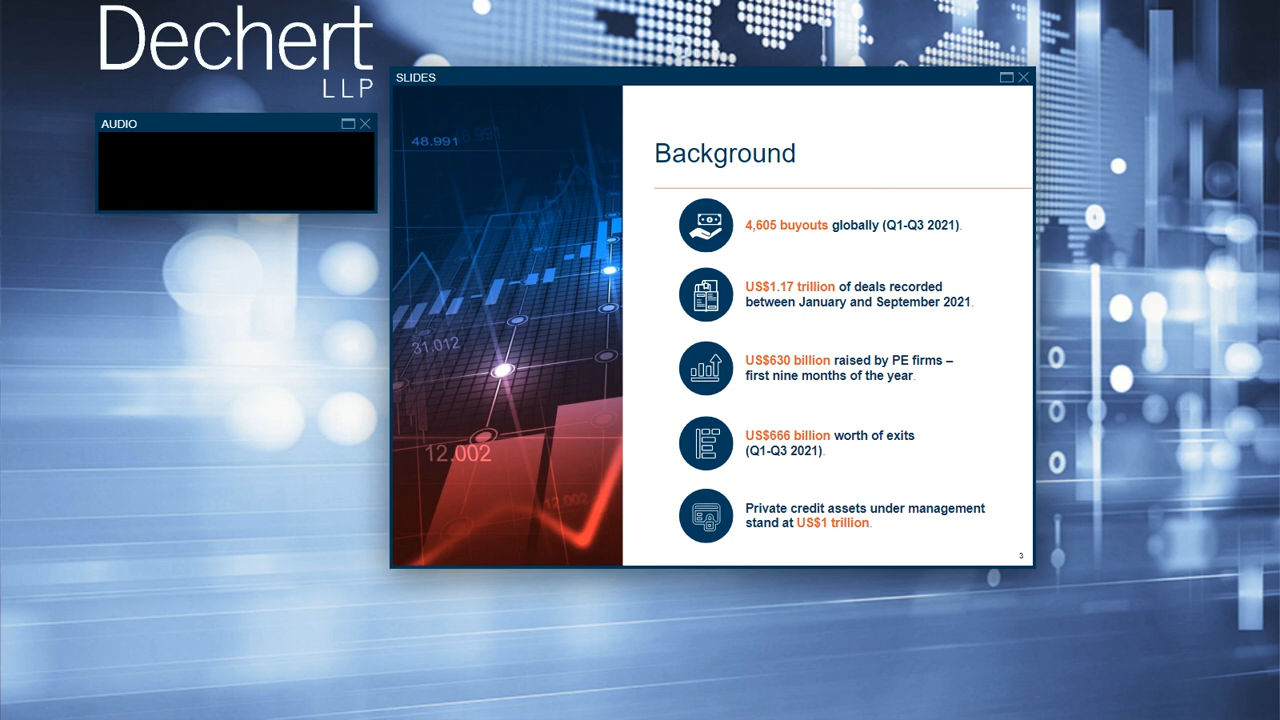 Dechert
LLP
AUDIO
SLIDES
48.991
31.012
12.002
12.002
Background
4,605 buyouts globally (Q1-Q3 2021).
US$1.17 trillion of deals recorded
between January and September 2021.
US$630 billion raised by PE firms –
first nine months of the year.
US$666 billion worth of exits
(Q1-Q3 2021).
Private credit assets under management
stand at US$1 trillion.
3